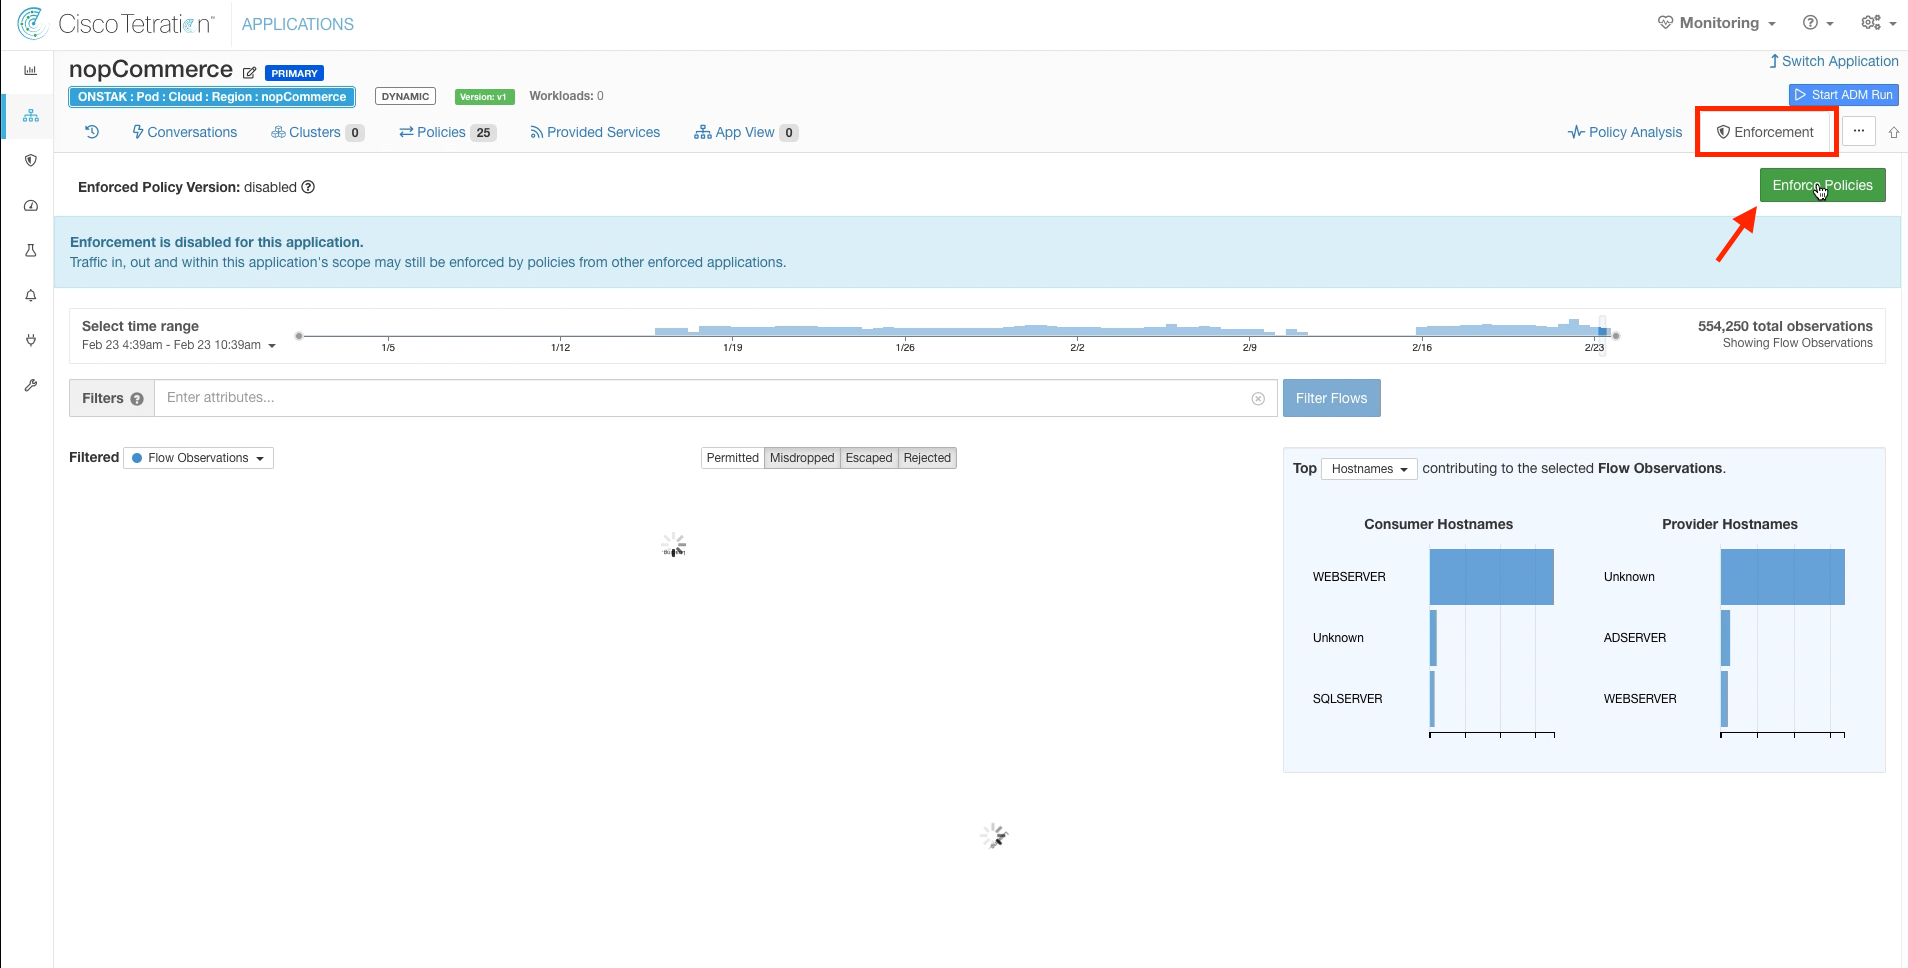 Cisco Tetration™ APPLICATIONS Monitoring
nopCommerce PRIMARY Switch Application
ONSTAK : Pod : Cloud : Region : nopCommerce DYNAMIC Version: v1 Workloads: 0 Start ADM Run
Conversations Clusters 0 Policies 25 Provided Services App View 0 Policy Analysis Enforcement ...
Enforced Policy Version: disabled Enforce Policies
Enforcement is disabled for this application.
Traffic in, out and within this application's scope may still be enforced by policies from other enforced applications.
Select time range 554,250 total observations
Feb 23 4:39am - Feb 23 10:39am 1/5 1/12 1/19 1/26 2/2 2/9 2/16 2/23 Showing Flow Observations
Filters Enter attributes... Filter Flows
Filtered Flow Observations Permitted Misdropped Escaped Rejected
Top Hostnames contributing to the selected Flow Observations.
Consumer Hostnames Provider Hostnames
WEBSERVER Unknown
Unknown ADSERVER
SQLSERVER WEBSERVER